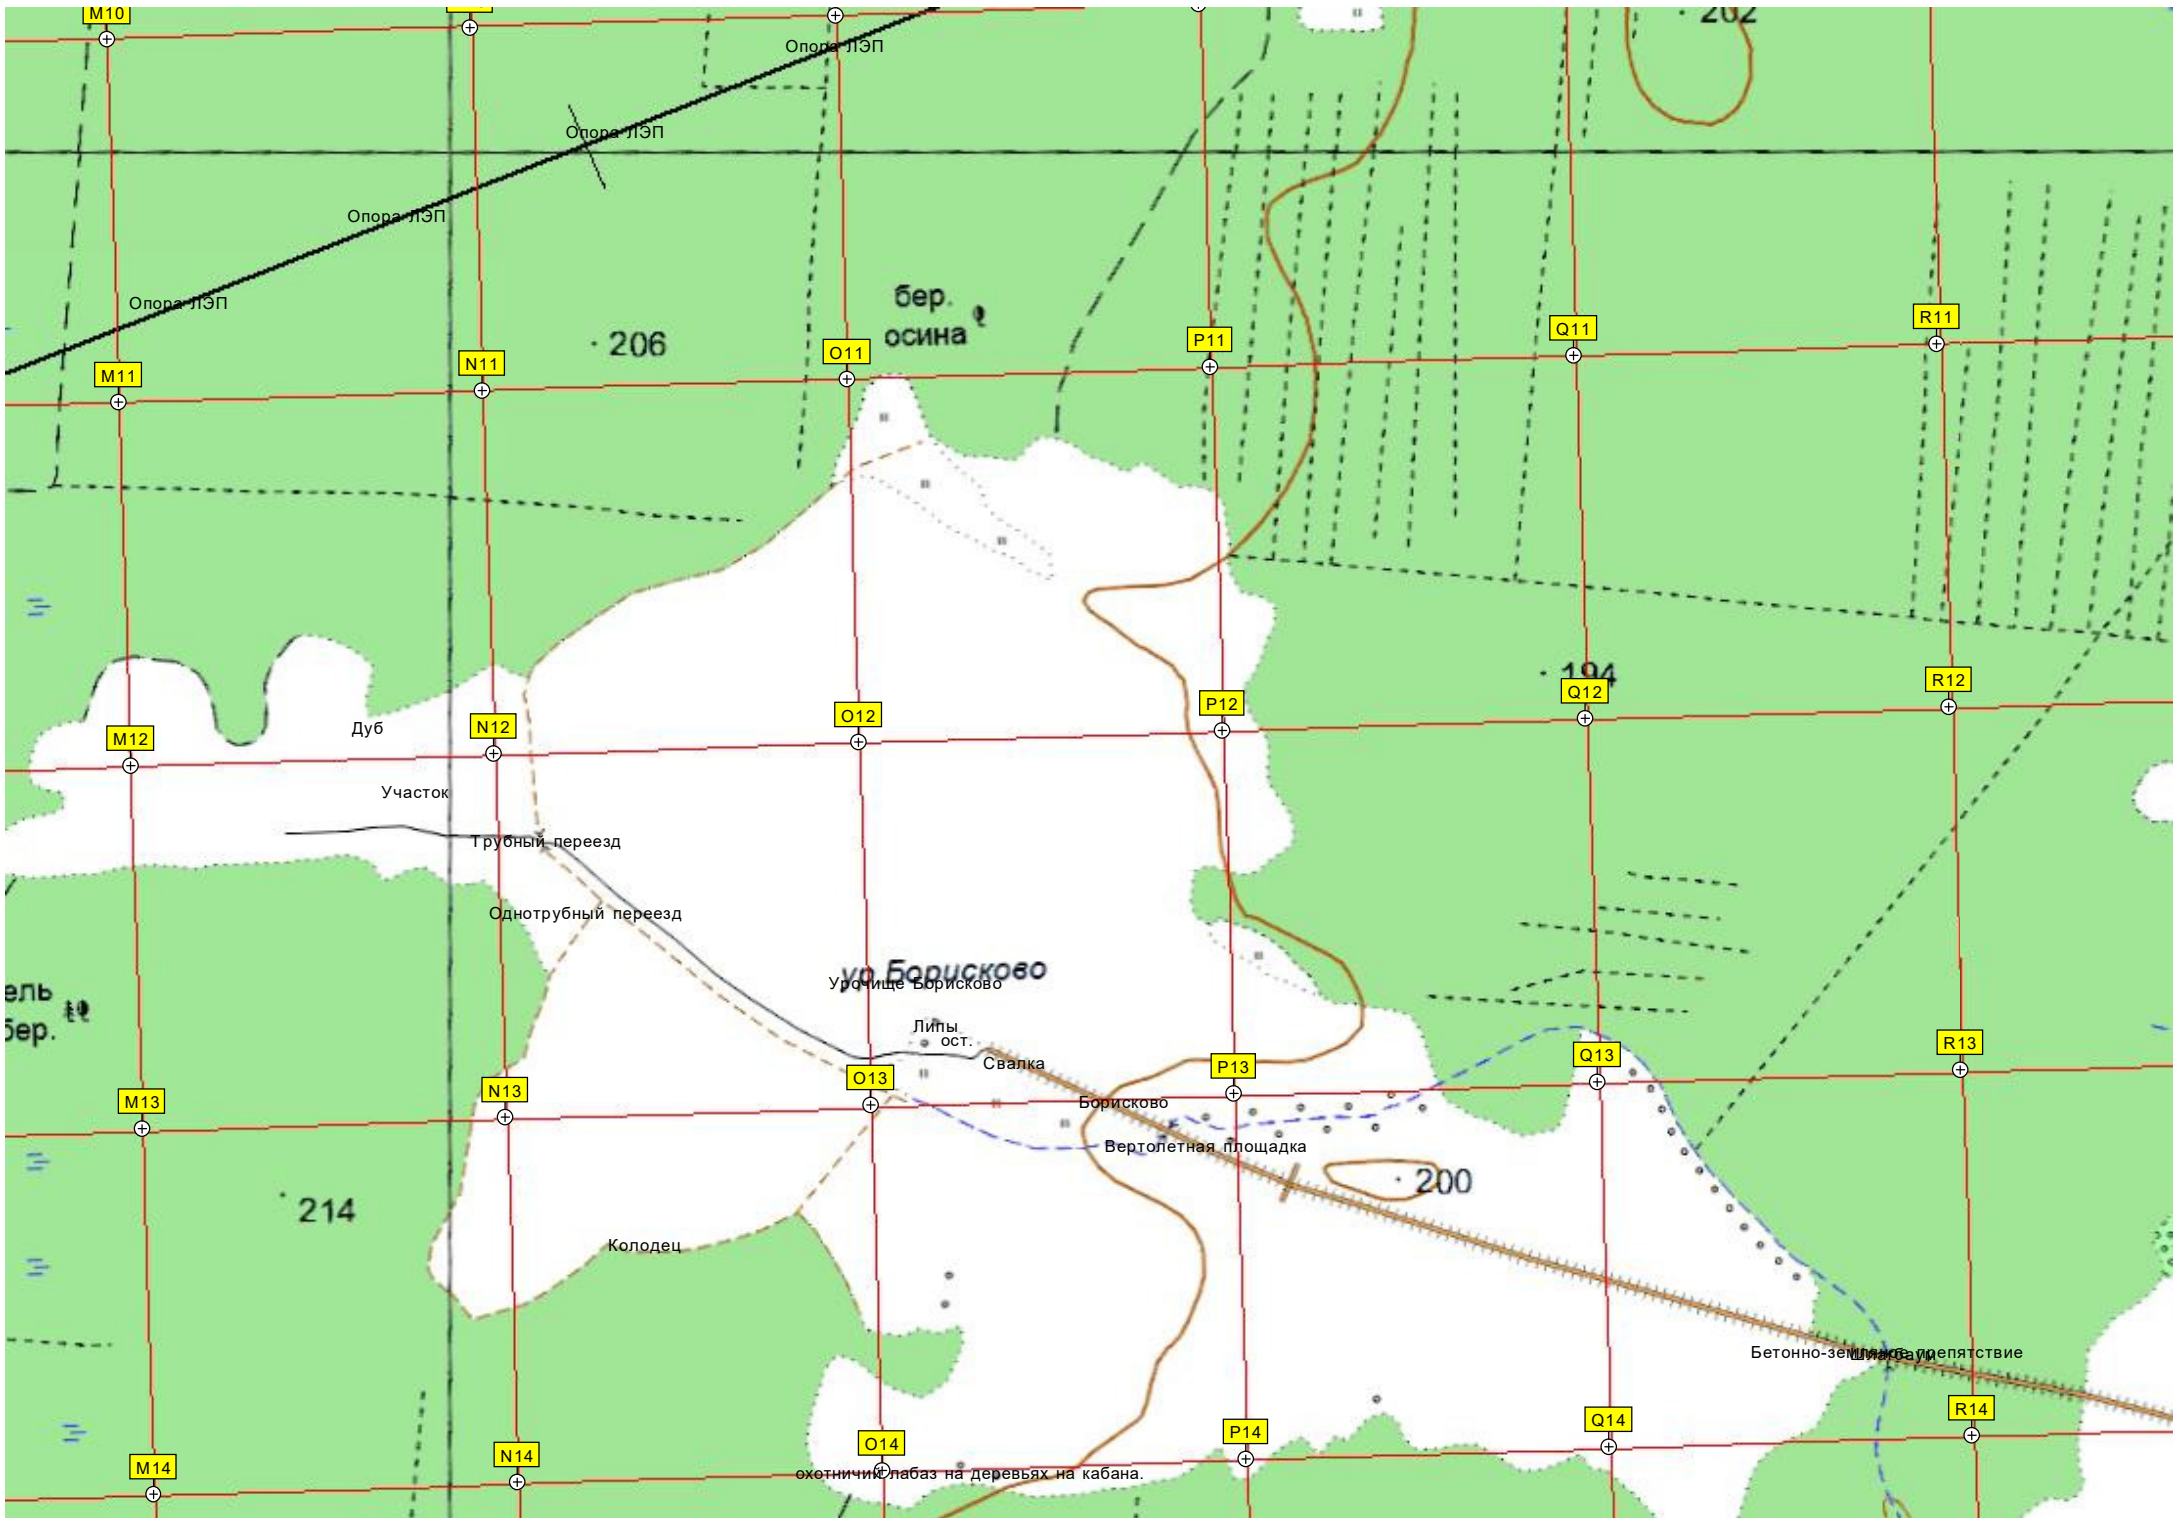 M10
202
Опора ЛЭП
Опора ЛЭП
Опора ЛЭП
Опора ЛЭП
бер.
осина
206
M11
N11
O11
P11
Q11
R11
194
M12
N12
O12
P12
Q12
R12
Дуб
Участок
Трубный переезд
Однотрубный переезд
ур.Борисково
Урочище Борисково
ель
бер.
Липы
ост.
Свалка
M13
N13
O13
P13
Q13
R13
Борисково
Вертолетная площадка
200
214
Колодец
Бетонно-земляное препятствие
Шлагбаум
M14
N14
O14
P14
Q14
R14
охотничий лабаз на деревьях на кабана.